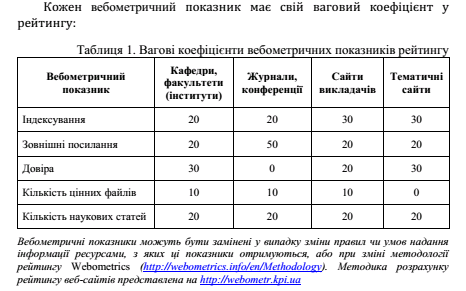 Кожен вебометричний показник має свій ваговий коефіцієнт у
рейтингу:
Таблиця 1. Вагові коефіцієнти вебометричних показників рейтингу
Вебометричний показник Кафедри, факультети (інститути) Журнали, конференції Сайти викладачів Тематичні сайти
Індексування 20 20 30 30
Зовнішні посилання 20 50 20 20
Довіра 30 0 20 30
Кількість цінних файлів 10 10 10 0
Кількість наукових статей 20 20 20 20
Вебометричні показники можуть бути замінені у випадку зміни правил чи умов надання
інформації ресурсами, з яких ці показники отримуються, або при зміні методології
рейтингу Webometrics (http://webometrics.info/en/Methodology). Методика розрахунку
рейтингу веб-сайтів представлена на http://webometr.kpi.ua